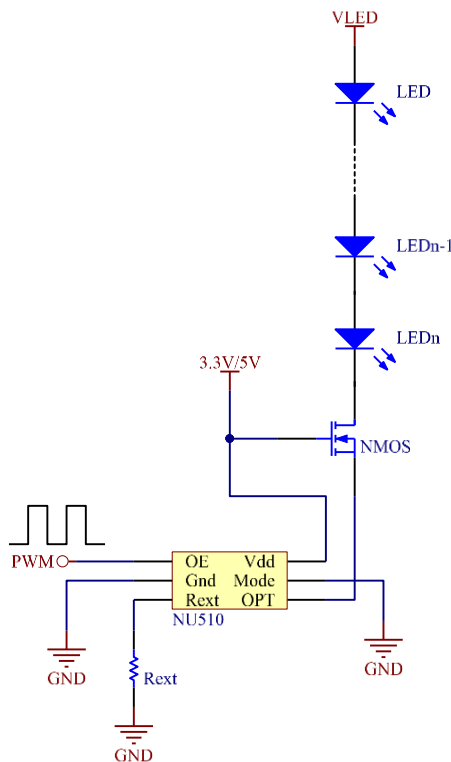 VLED
LED
LEDn-1
LEDn
3.3V/5V
NMOS
PWM
OE Vdd
Gnd Mode
Rext OPT
NU510
GND
Rext
GND
GND